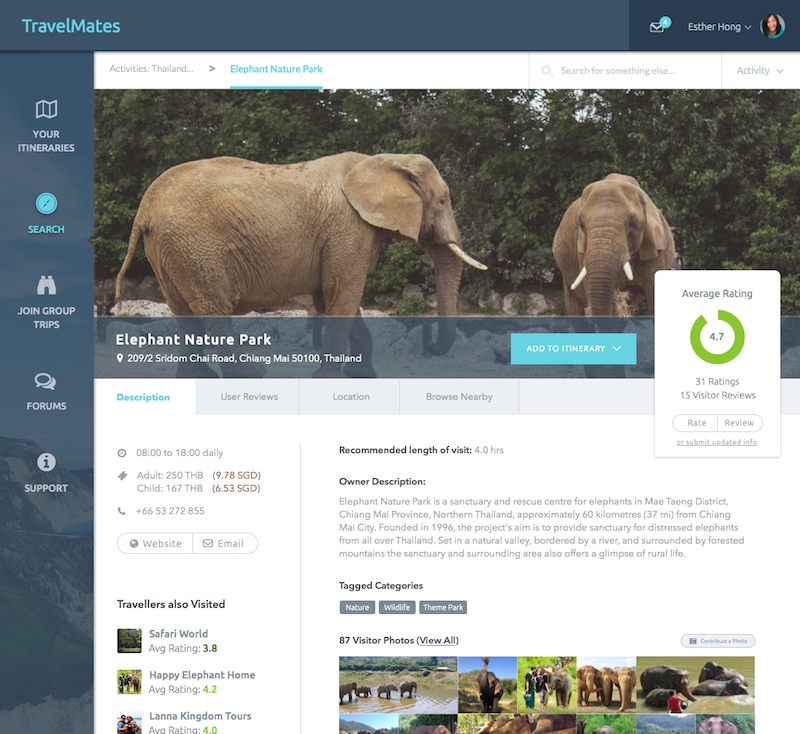 TravelMates
4
Esther Hong
Activities: Thailand...
>
Elephant Nature Park
Search for something else...
Activity
YOUR
ITINERARIES
SEARCH
JOIN GROUP
TRIPS
FORUMS
SUPPORT
Elephant Nature Park
209/2 Sridom Chai Road, Chiang Mai 50100, Thailand
ADD TO ITINERARY
Average Rating
4.7
31 Ratings
15 Visitor Reviews
Rate
Review
or submit updated info
Description
User Reviews
Location
Browse Nearby
08:00 to 18:00 daily
Adult: 250 THB (9.78 SGD)
Child: 167 THB (6.53 SGD)
+66 53 272 855
Website
Email
Travellers also Visited
Safari World
Avg Rating: 3.8
Happy Elephant Home
Avg Rating: 4.2
Lanna Kingdom Tours
Avg Rating: 4.0
Recommended length of visit: 4.0 hrs
Owner Description:
Elephant Nature Park is a sanctuary and rescue centre for elephants in Mae Taeng District,
Chiang Mai Province, Northern Thailand, approximately 60 kilometres (37 mi) from Chiang
Mai City. Founded in 1996, the project's aim is to provide sanctuary for distressed elephants
from all over Thailand. Set in a natural valley, bordered by a river, and surrounded by forested
mountains the sanctuary and surrounding area also offers a glimpse of rural life.
Tagged Categories
Nature
Wildlife
Theme Park
87 Visitor Photos (View All)
Contribute a Photo